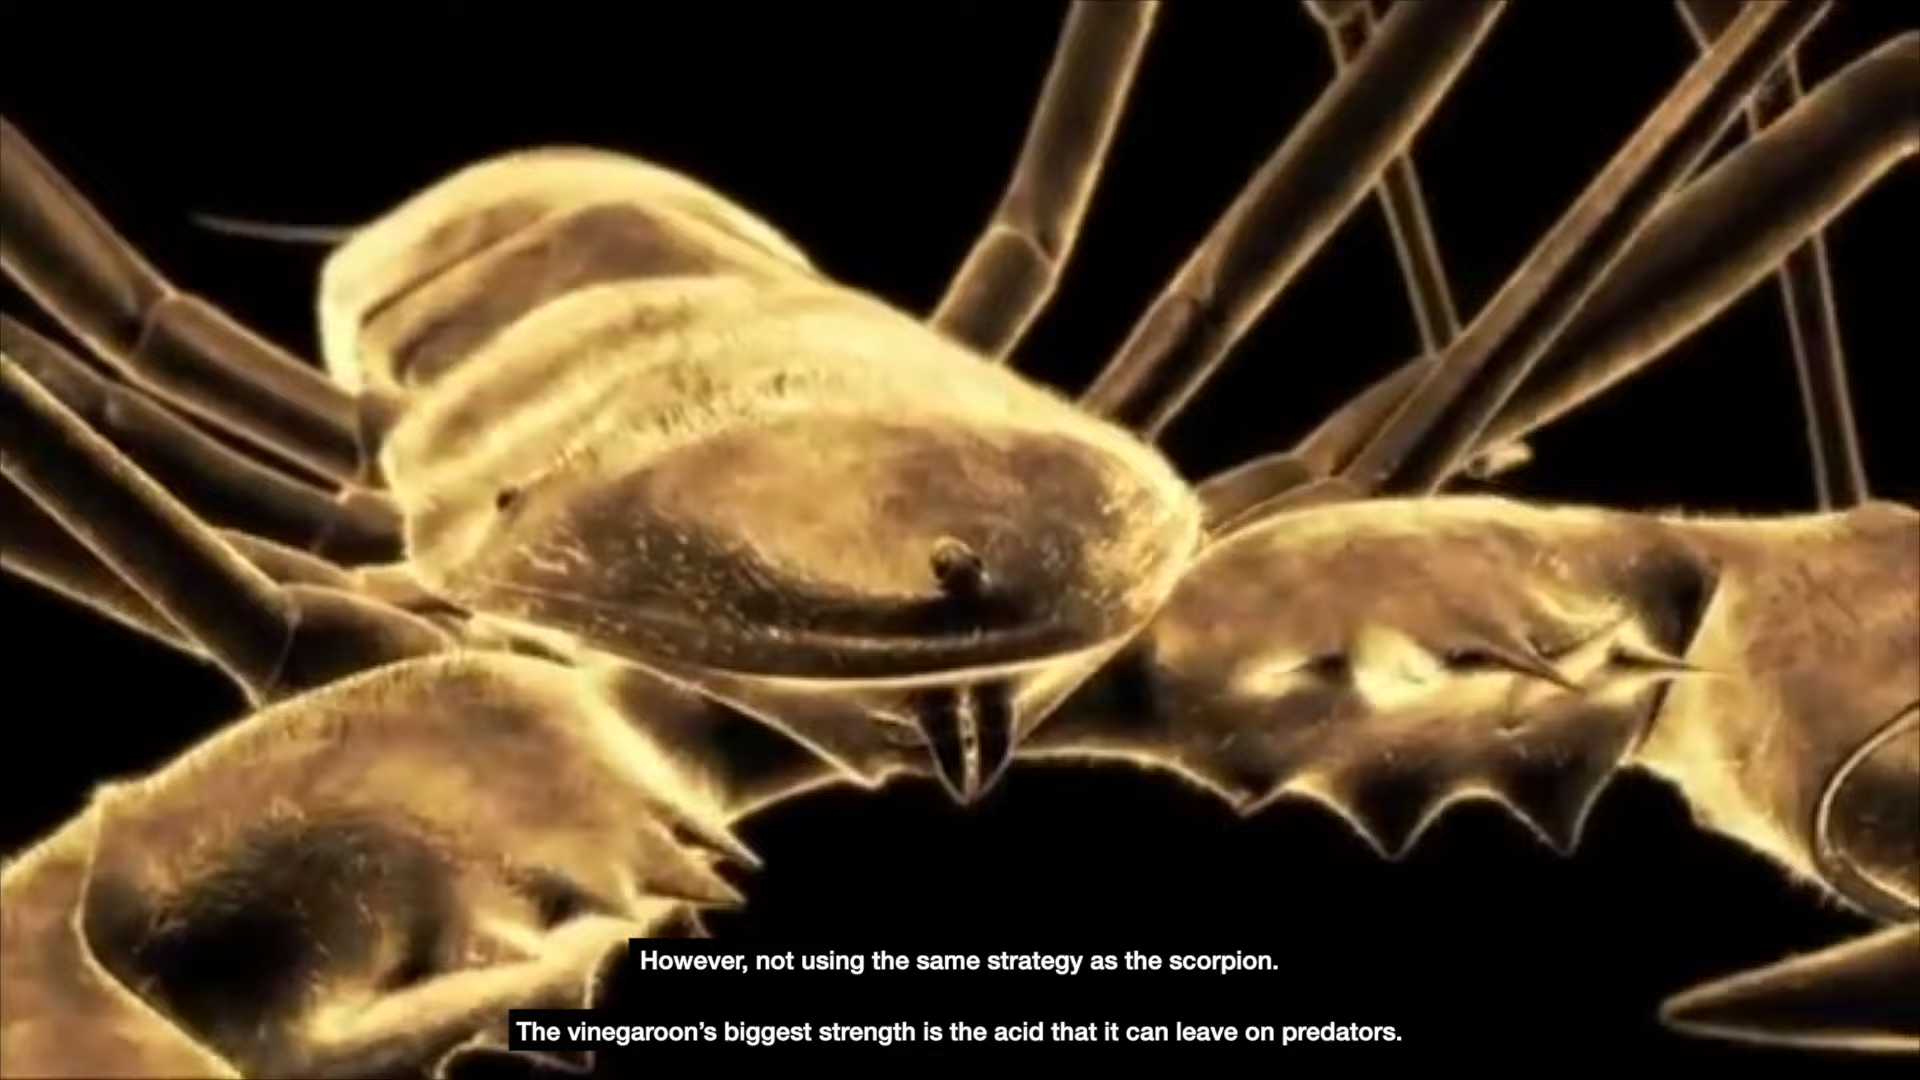 However, not using the same strategy as the scorpion.
The vinegaroon’s biggest strength is the acid that it can leave on predators.